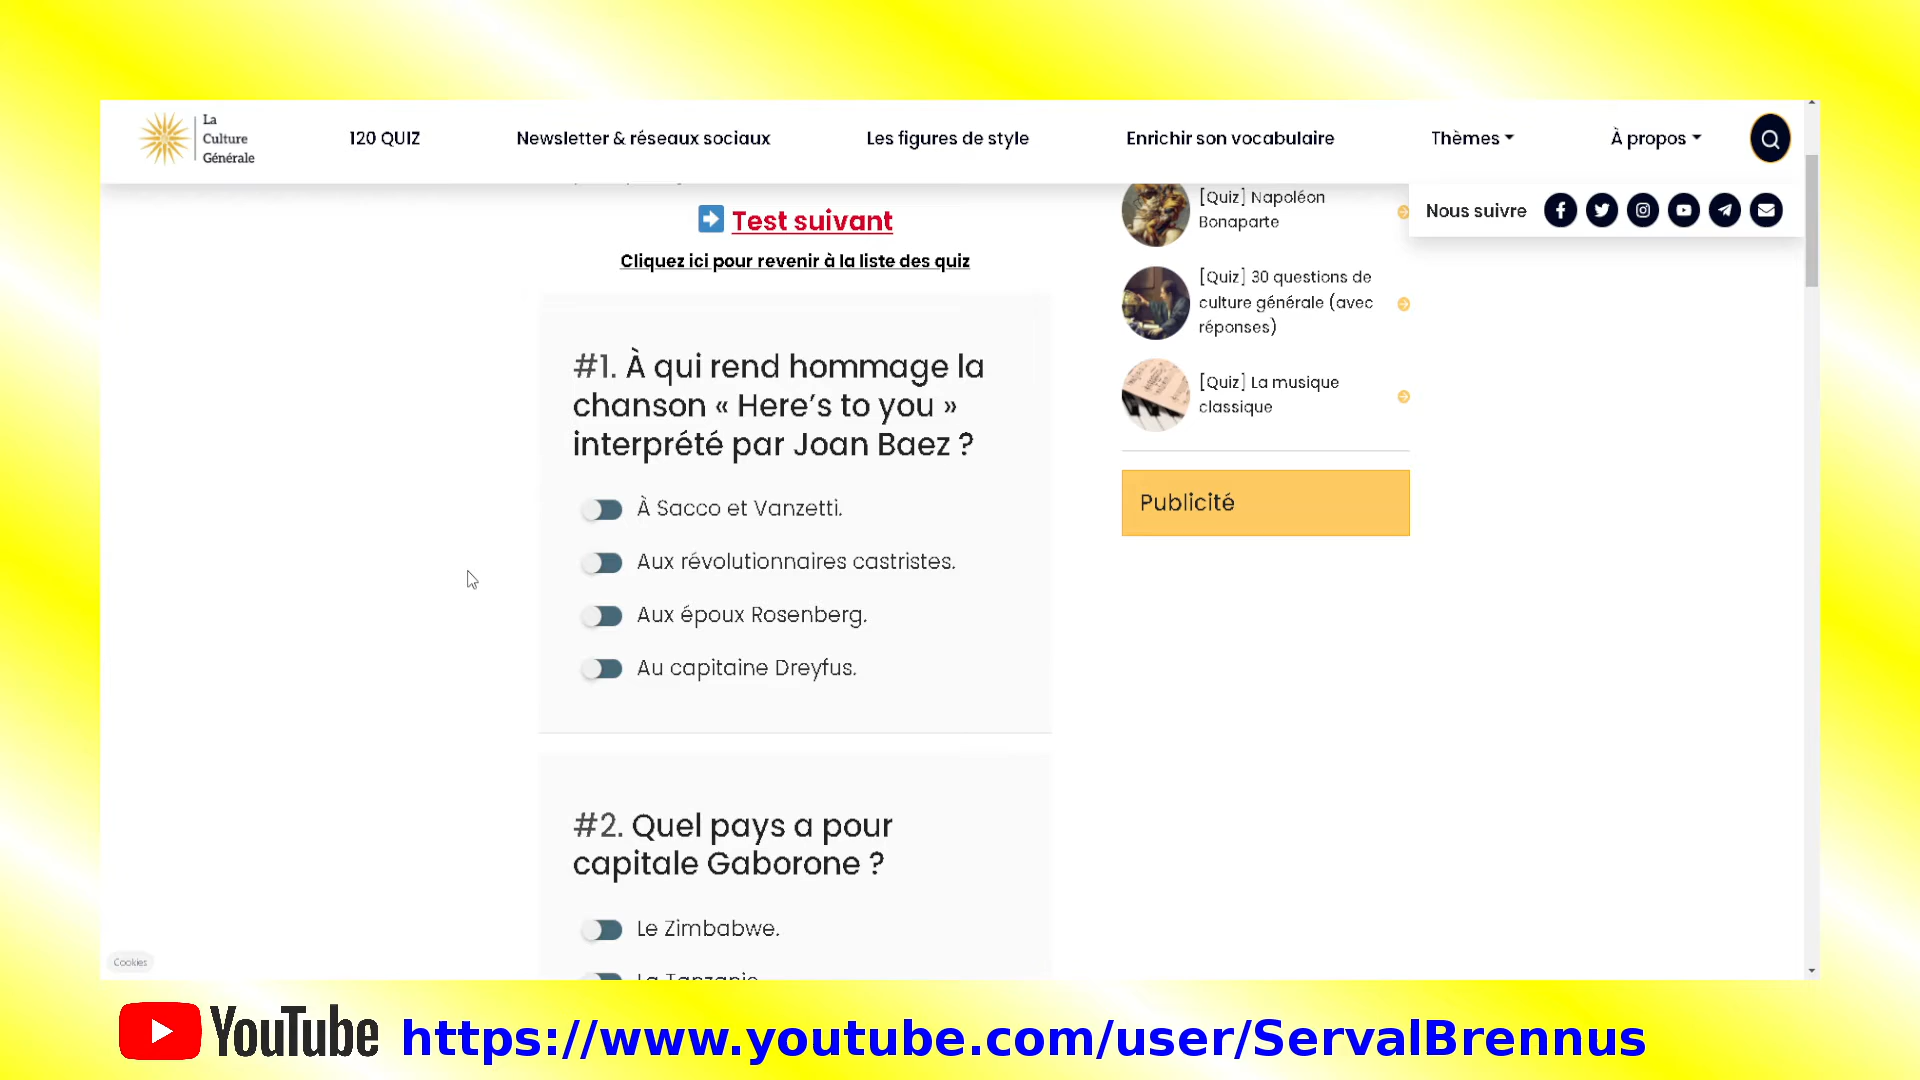 La
Culture
Générale
120 QUIZ
Newsletter & réseaux sociaux
Les figures de style
Enrichir son vocabulaire
Thèmes
À propos
Nous suivre
Test suivant
Cliquez ici pour revenir à la liste des quiz
#1. À qui rend hommage la
chanson « Here’s to you »
interprété par Joan Baez ?
À Sacco et Vanzetti.
Aux révolutionnaires castristes.
Aux époux Rosenberg.
Au capitaine Dreyfus.
#2. Quel pays a pour
capitale Gaborone ?
Le Zimbabwe.
La Tanzanie.
[Quiz] Napoléon
Bonaparte
[Quiz] 30 questions de
culture générale (avec
réponses)
[Quiz] La musique
classique
Publicité
Cookies
YouTube https://www.youtube.com/user/ServalBrennus